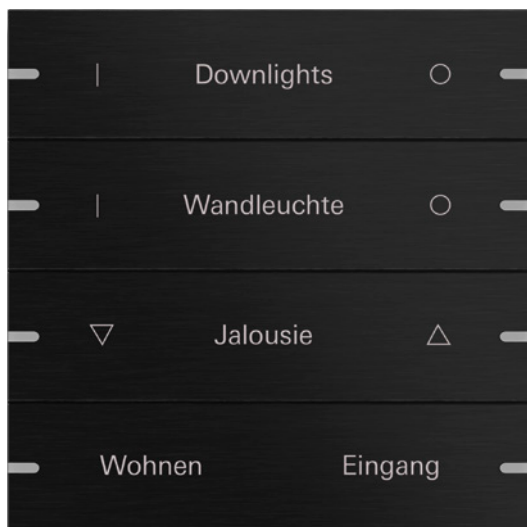 | Downlights ○
| Wandleuchte ○
▽ Jalousie △
Wohnen Eingang